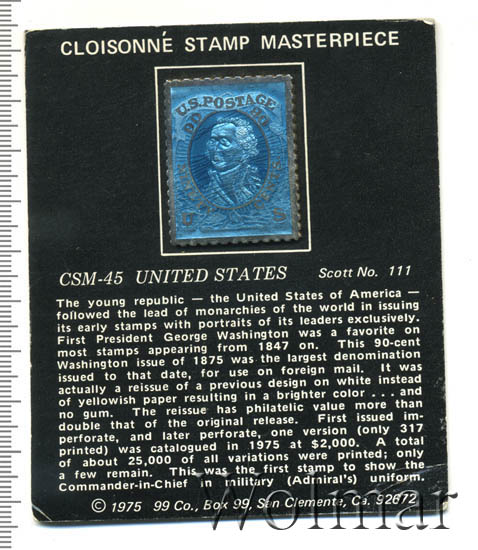 CLOISONNÉ STAMP MASTERPIECE
U.S. POSTAGE
90 90
U S
CSM-45 UNITED STATES Scott No. 111
The young republic — the United States of America —
followed the lead of monarchies of the world in issuing
its early stamps with portraits of its leaders exclusively.
First President George Washington was a favorite on
most stamps appearing from 1847 on. This 90-cent
Washington issue of 1875 was the largest denomination
issued to that date, for use on foreign mail. It was
actually a reissue of a previous design on white instead
of yellowish paper resulting in a brighter color . . . and
no gum. The reissue has philatelic value more than
double that of the original release. First issued im-
perforate, and later perforate, one version (only 317
printed) was catalogued in 1975 at $2,000. A total
of about 25,000 of all variations were printed; only
a few remain. This was the first stamp to show the
Commander-in-Chief in military (Admiral's) uniform.
© 1975 99 Co., Box 99, San Clemente, Ca. 92672
Wolmar